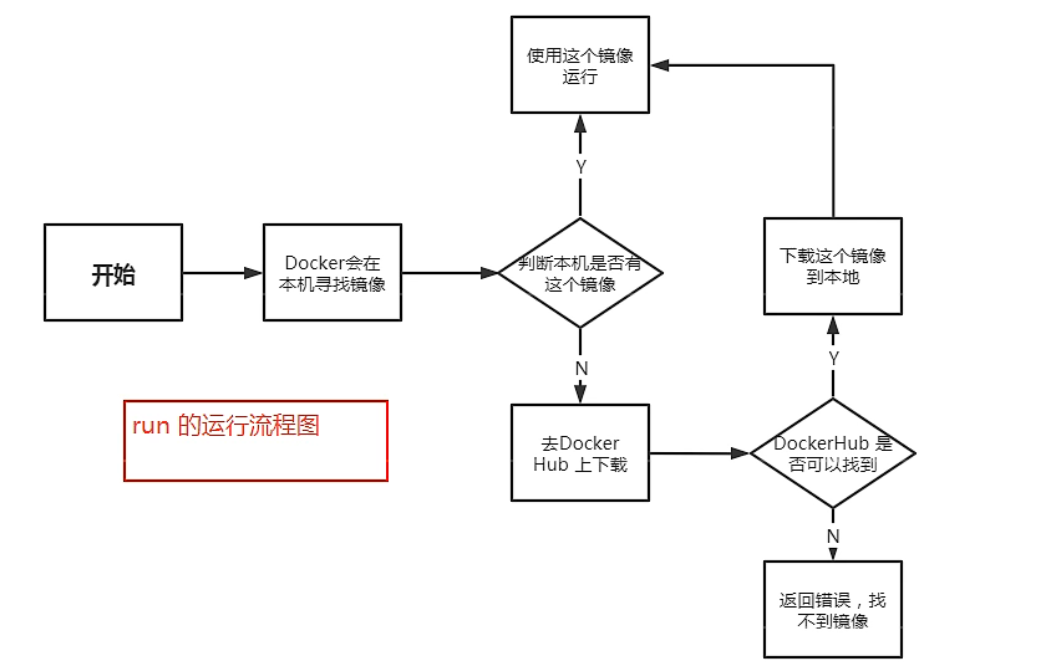 使用这个镜像
运行
Y
开始
Docker会在
本机寻找镜像
判断本机是否有
这个镜像
下载这个镜像
到本地
N
Y
run 的运行流程图
去Docker
Hub 上下载
DockerHub 是
否可以找到
N
返回错误，找
不到镜像